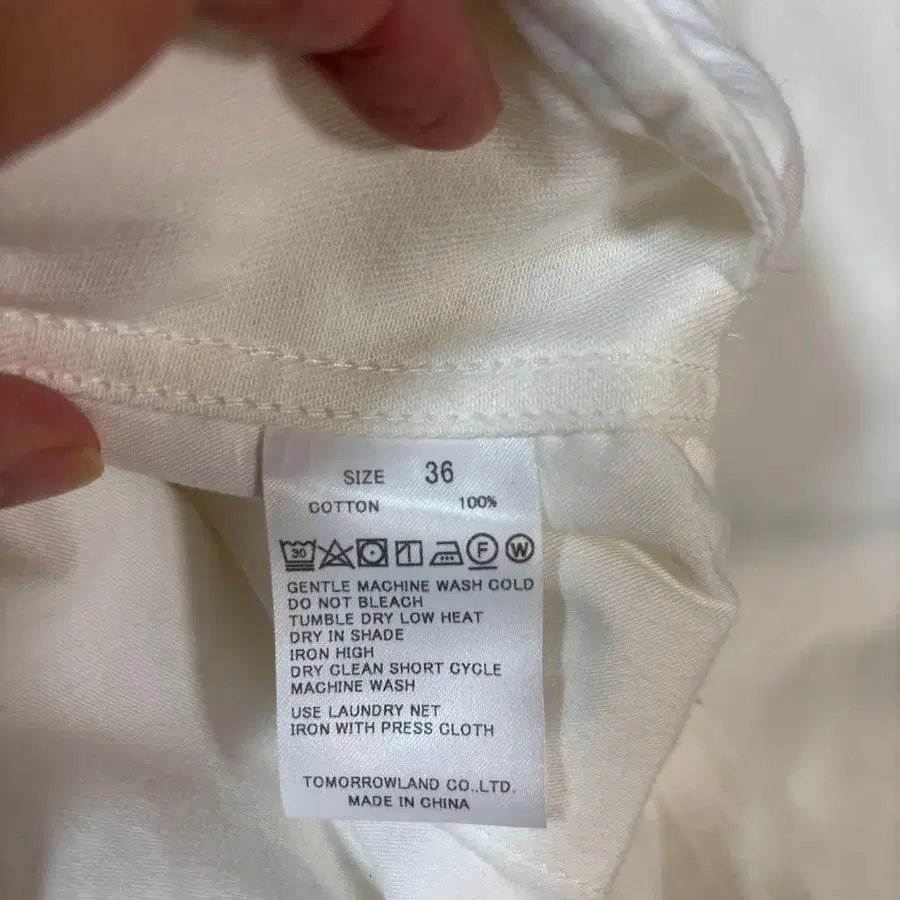 SIZE 36
COTTON 100%
30 F W
GENTLE MACHINE WASH COLD
DO NOT BLEACH
TUMBLE DRY LOW HEAT
DRY IN SHADE
IRON HIGH
DRY CLEAN SHORT CYCLE
MACHINE WASH
USE LAUNDRY NET
IRON WITH PRESS CLOTH
TOMORROWLAND CO.,LTD.
MADE IN CHINA